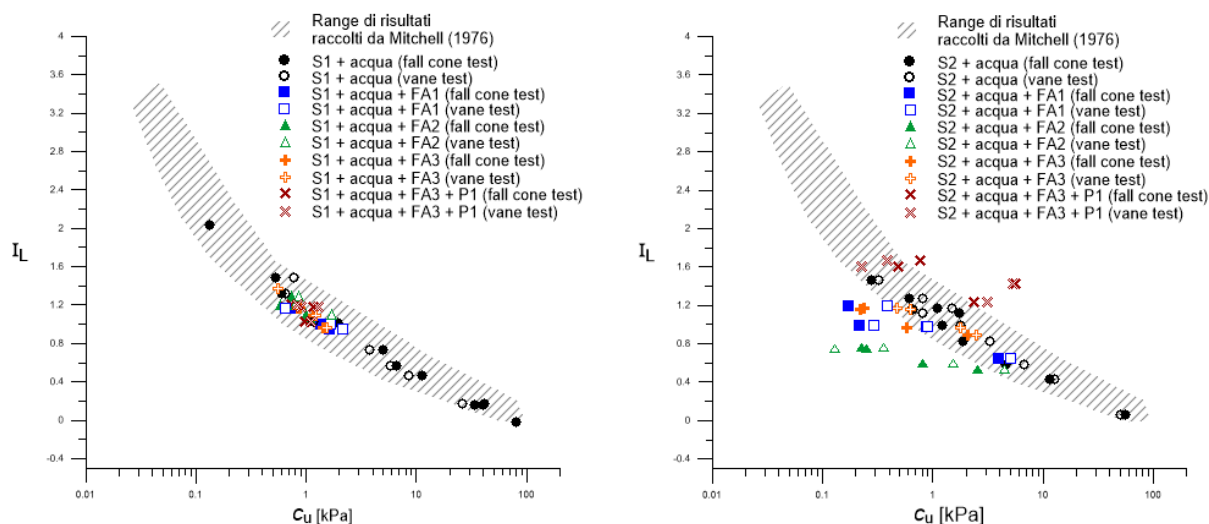 Range di risultati
raccolti da Mitchell (1976)
S1 + acqua (fall cone test)
S1 + acqua (vane test)
S1 + acqua + FA1 (fall cone test)
S1 + acqua + FA1 (vane test)
S1 + acqua + FA2 (fall cone test)
S1 + acqua + FA2 (vane test)
S1 + acqua + FA3 (fall cone test)
S1 + acqua + FA3 (vane test)
S1 + acqua + FA3 + P1 (fall cone test)
S1 + acqua + FA3 + P1 (vane test)
4
3.6
3.2
2.8
2.4
2
1.6
1.2
0.8
0.4
0
-0.4
IL
0.01
0.1
1
10
100
cu [kPa]
Range di risultati
raccolti da Mitchell (1976)
S2 + acqua (fall cone test)
S2 + acqua (vane test)
S2 + acqua + FA1 (fall cone test)
S2 + acqua + FA1 (vane test)
S2 + acqua + FA2 (fall cone test)
S2 + acqua + FA2 (vane test)
S2 + acqua + FA3 (fall cone test)
S2 + acqua + FA3 (vane test)
S2 + acqua + FA3 + P1 (fall cone test)
S2 + acqua + FA3 + P1 (vane test)
4
3.6
3.2
2.8
2.4
2
1.6
1.2
0.8
0.4
0
-0.4
IL
0.01
0.1
1
10
100
cu [kPa]